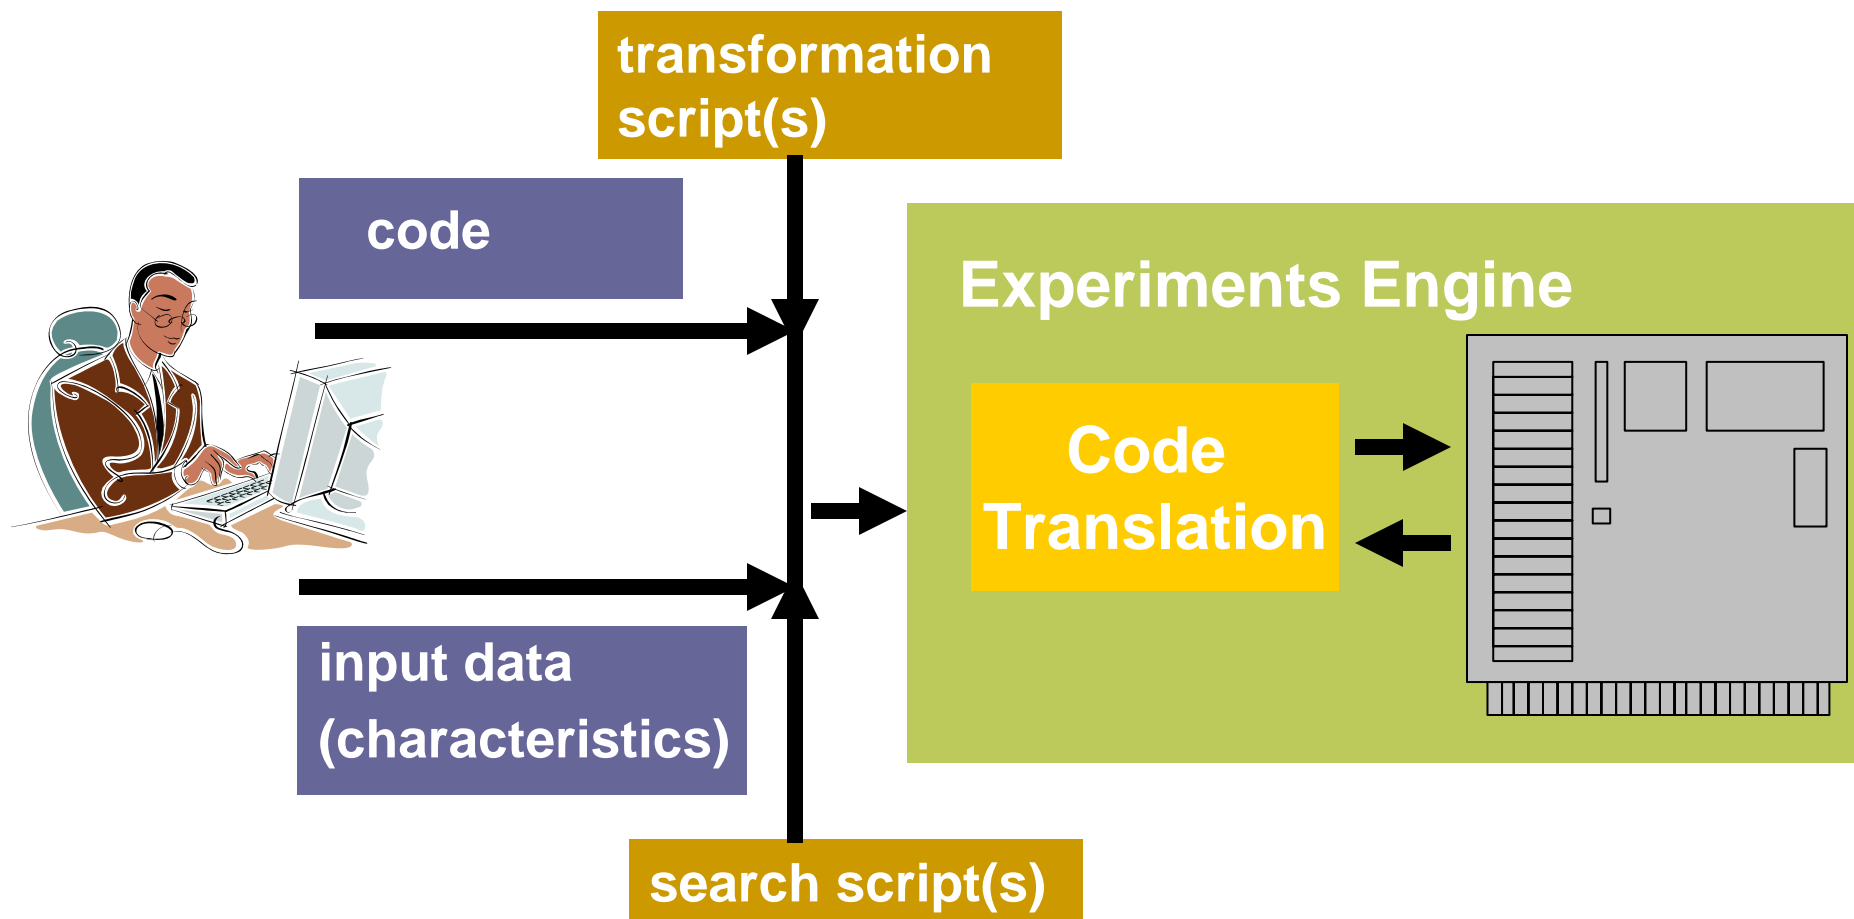 transformation
script(s)
code
Experiments Engine
Code
Translation
input data
(characteristics)
search script(s)